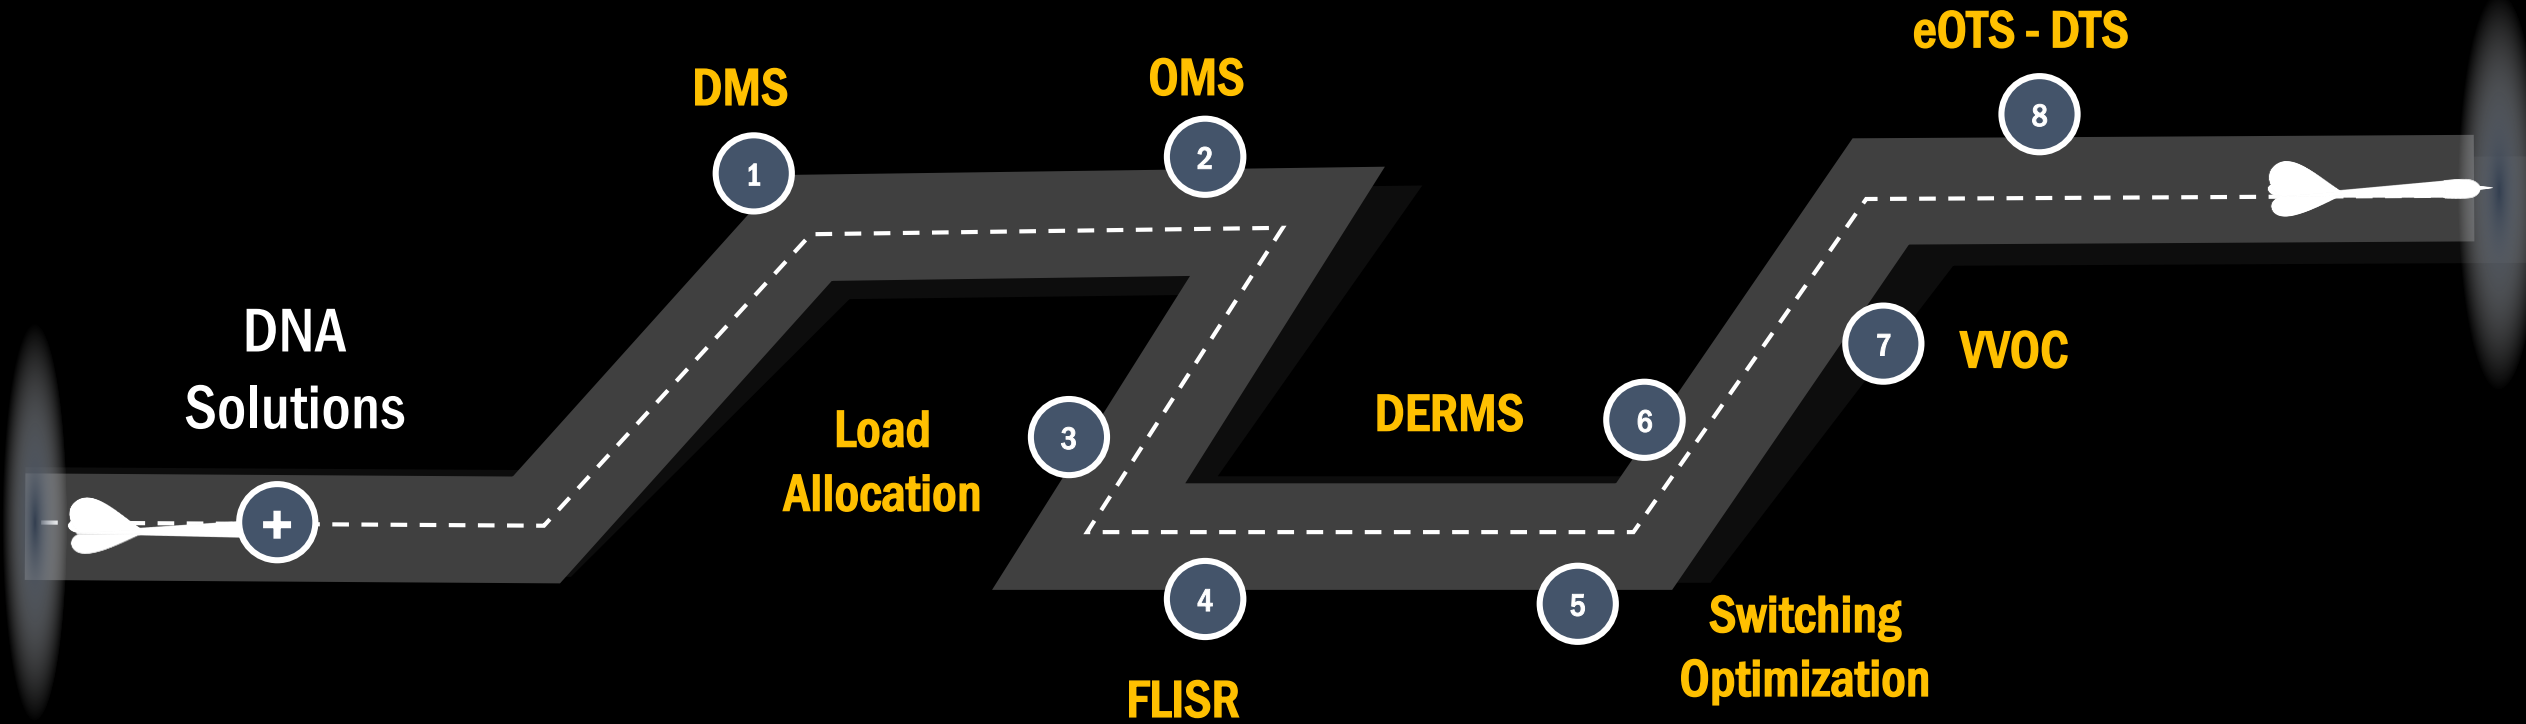 DNA
Solutions
+
DMS
1
OMS
2
Load
Allocation
3
4
FLISR
5
Switching
Optimization
DERMS
6
7
VVOC
eOTS - DTS
8